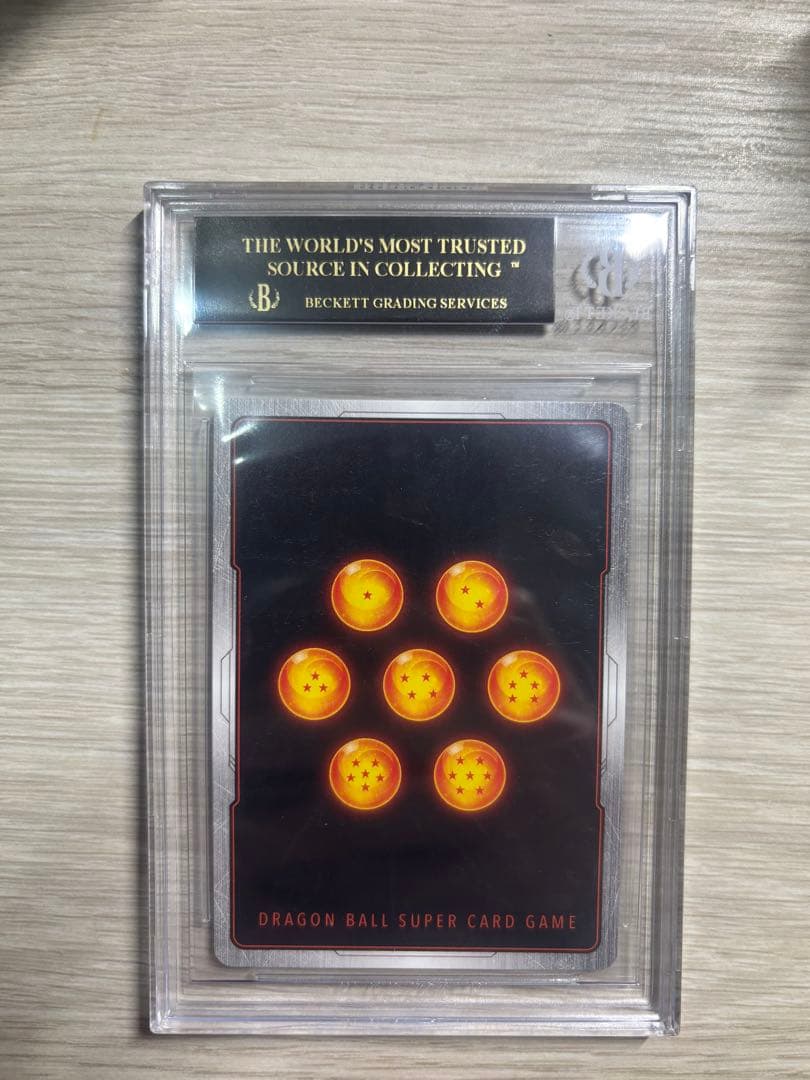 THE WORLD'S MOST TRUSTED
SOURCE IN COLLECTING ™
B
BECKETT GRADING SERVICES
DRAGON BALL SUPER CARD GAME